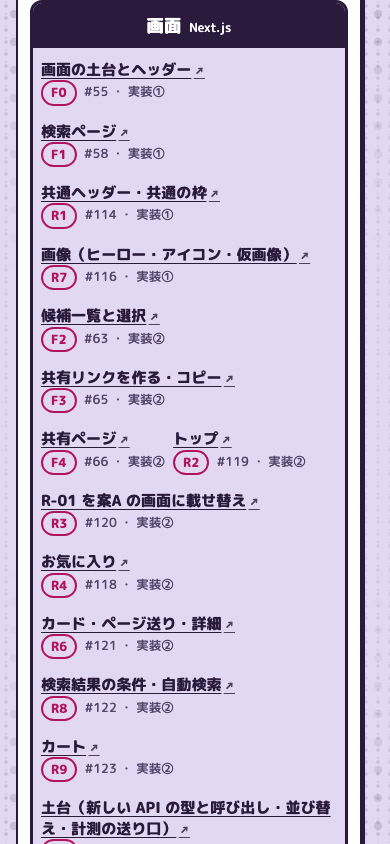 画面 Next.js
画面の土台とヘッダー ↗
F0 #55 · 実装①
検索ページ ↗
F1 #58 · 実装①
共通ヘッダー・共通の枠 ↗
R1 #114 · 実装①
画像（ヒーロー・アイコン・仮画像） ↗
R7 #116 · 実装①
候補一覧と選択 ↗
F2 #63 · 実装②
共有リンクを作る・コピー ↗
F3 #65 · 実装②
共有ページ ↗ トップ ↗
F4 #66 · 実装② R2 #119 · 実装②
R-01 を案A の画面に載せ替え ↗
R3 #120 · 実装②
お気に入り ↗
R4 #118 · 実装②
カード・ページ送り・詳細 ↗
R6 #121 · 実装②
検索結果の条件・自動検索 ↗
R8 #122 · 実装②
カート ↗
R9 #123 · 実装②
土台（新しい API の型と呼び出し・並び替
え・計測の送り口） ↗